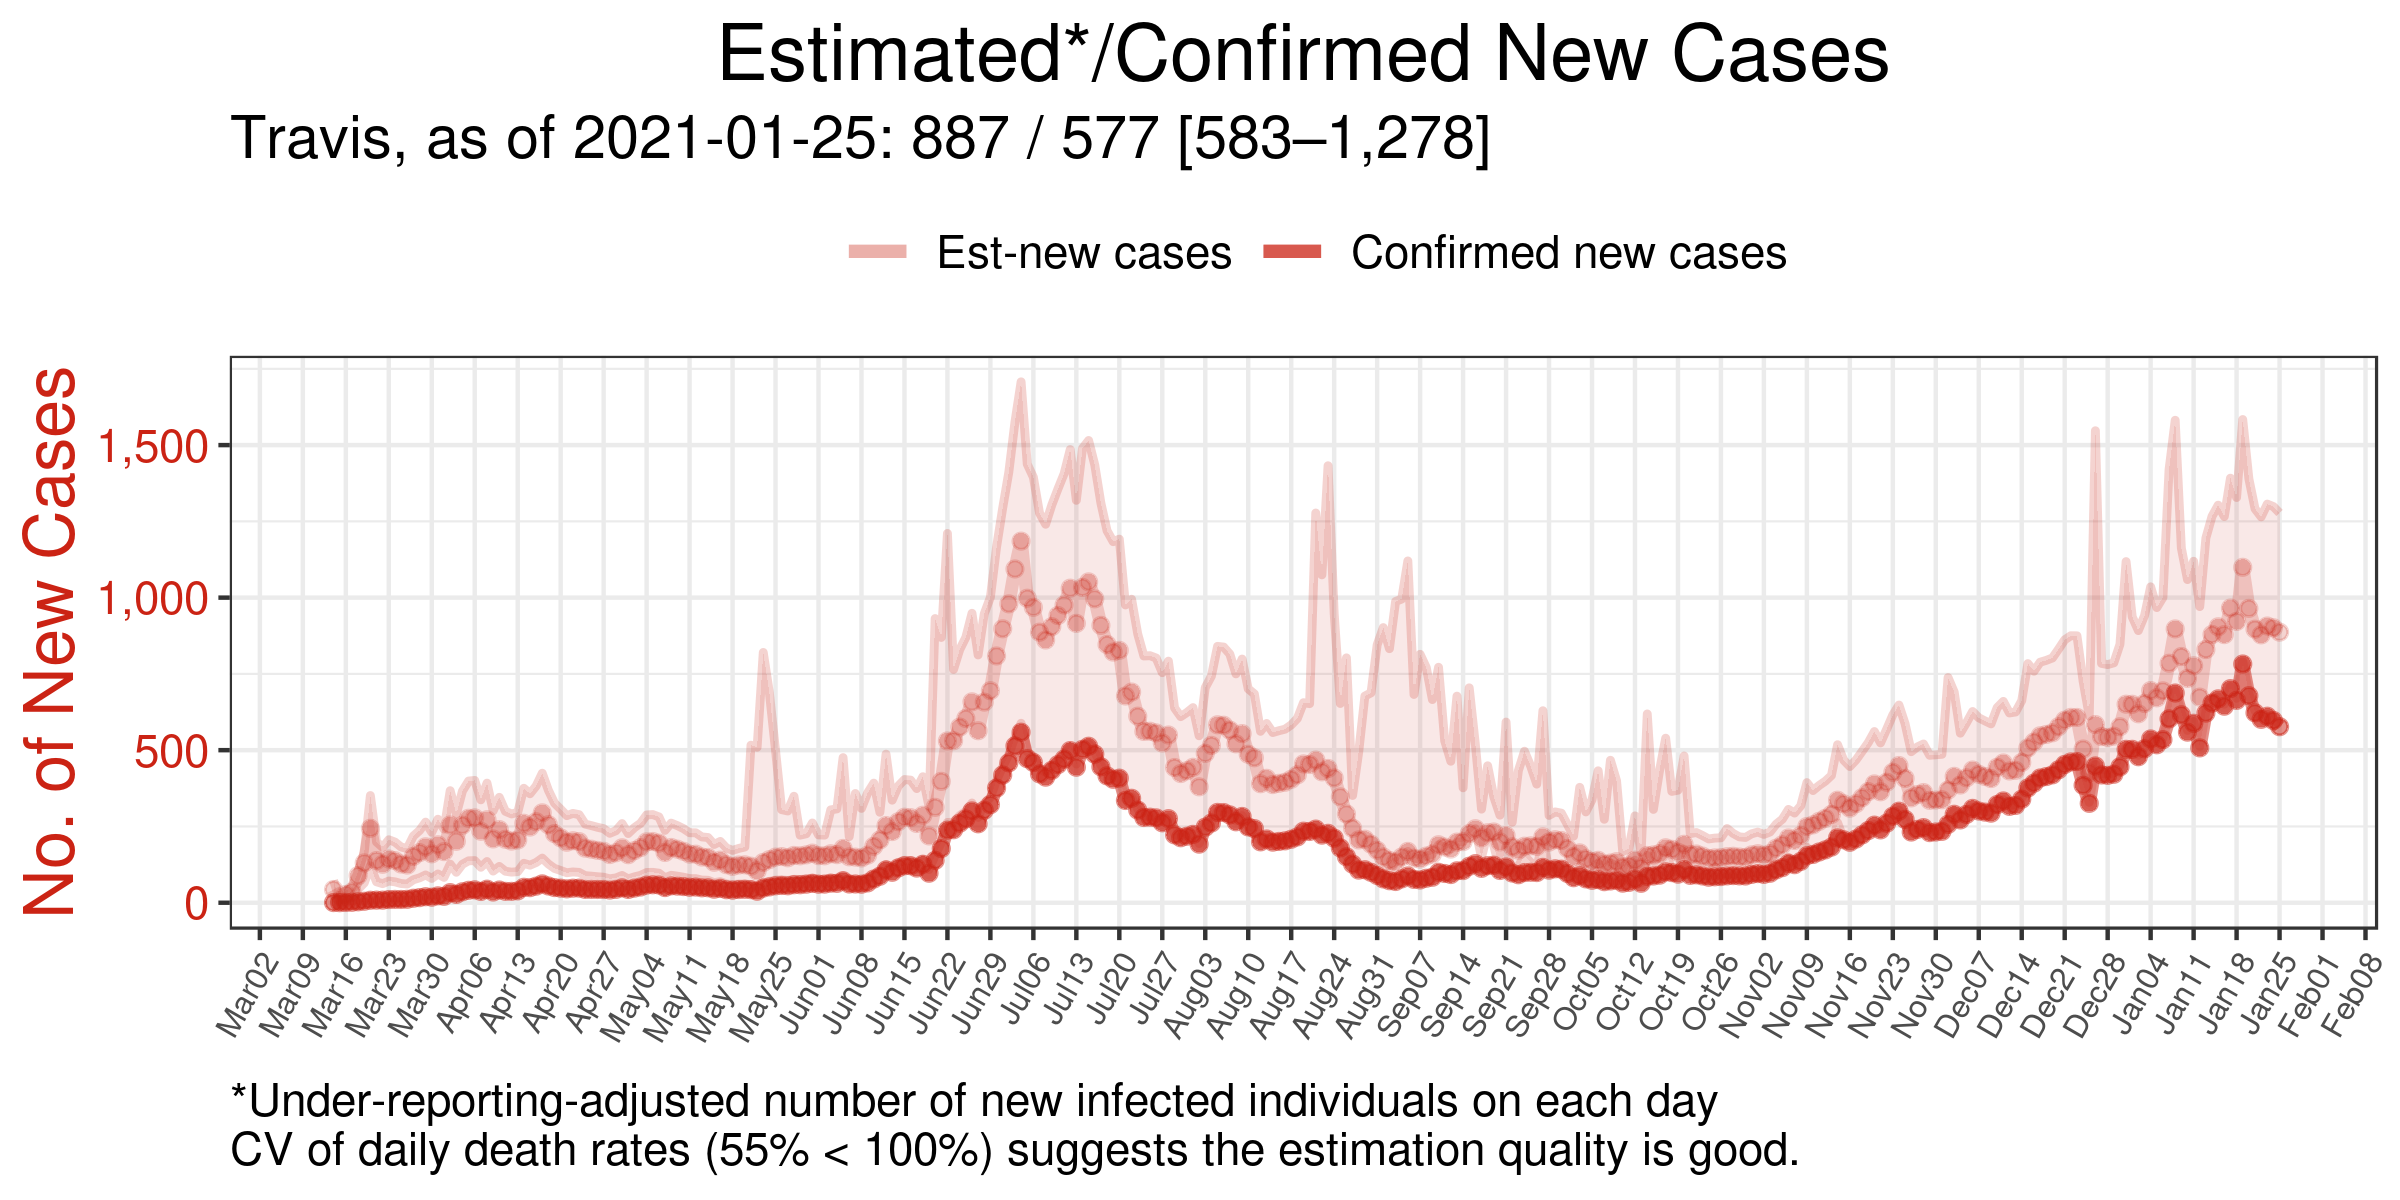 Estimated*/Confirmed New Cases
Travis, as of 2021-01-25: 887 / 577 [583–1,278]
Est-new cases Confirmed new cases
No. of New Cases
1,500
1,000
500
0
Mar02 Mar09 Mar16 Mar23 Mar30 Apr06 Apr13 Apr20 Apr27 May04 May11 May18 May25 Jun01 Jun08 Jun15 Jun22 Jun29 Jul06 Jul13 Jul20 Jul27 Aug03 Aug10 Aug17 Aug24 Aug31 Sep07 Sep14 Sep21 Sep28 Oct05 Oct12 Oct19 Oct26 Nov02 Nov09 Nov16 Nov23 Nov30 Dec07 Dec14 Dec21 Dec28 Jan04 Jan11 Jan18 Jan25 Feb01 Feb08
*Under-reporting-adjusted number of new infected individuals on each day
CV of daily death rates (55% < 100%) suggests the estimation quality is good.